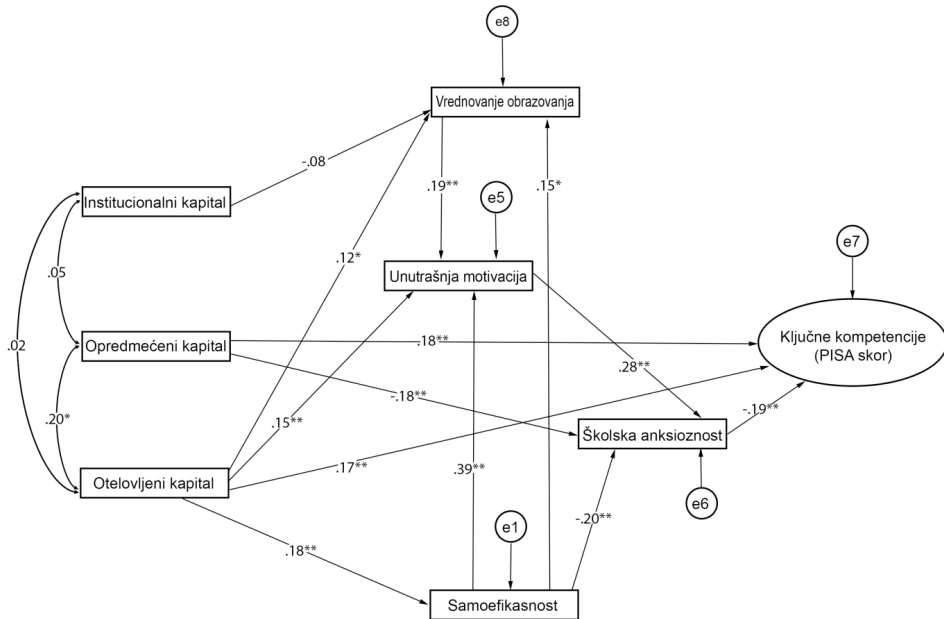 e8
Vrednovanje obrazovanja
-.08
.19**
.15*
e5
Institucionalni kapital
.12*
e7
.05
Unutrašnja motivacija
.02
Opredmećeni kapital
.18**
Ključne kompetencije
(PISA skor)
.28**
-.18**
.20*
.15**
-.19**
Školska anksioznost
.17**
.39**
Otelovljeni kapital
e6
e1
-.20**
.18**
Samoefikasnost